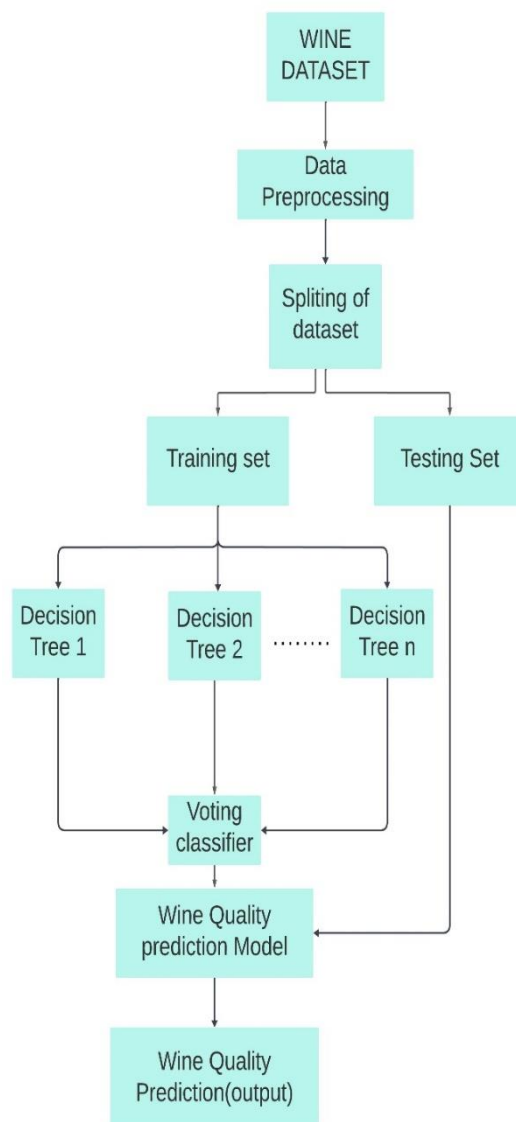 WINE
DATASET
Data
Preprocessing
Spliting of
dataset
Training set
Testing Set
Decision
Tree 1
Decision
Tree 2
........
Decision
Tree n
Voting
classifier
Wine Quality
prediction Model
Wine Quality
Prediction(output)